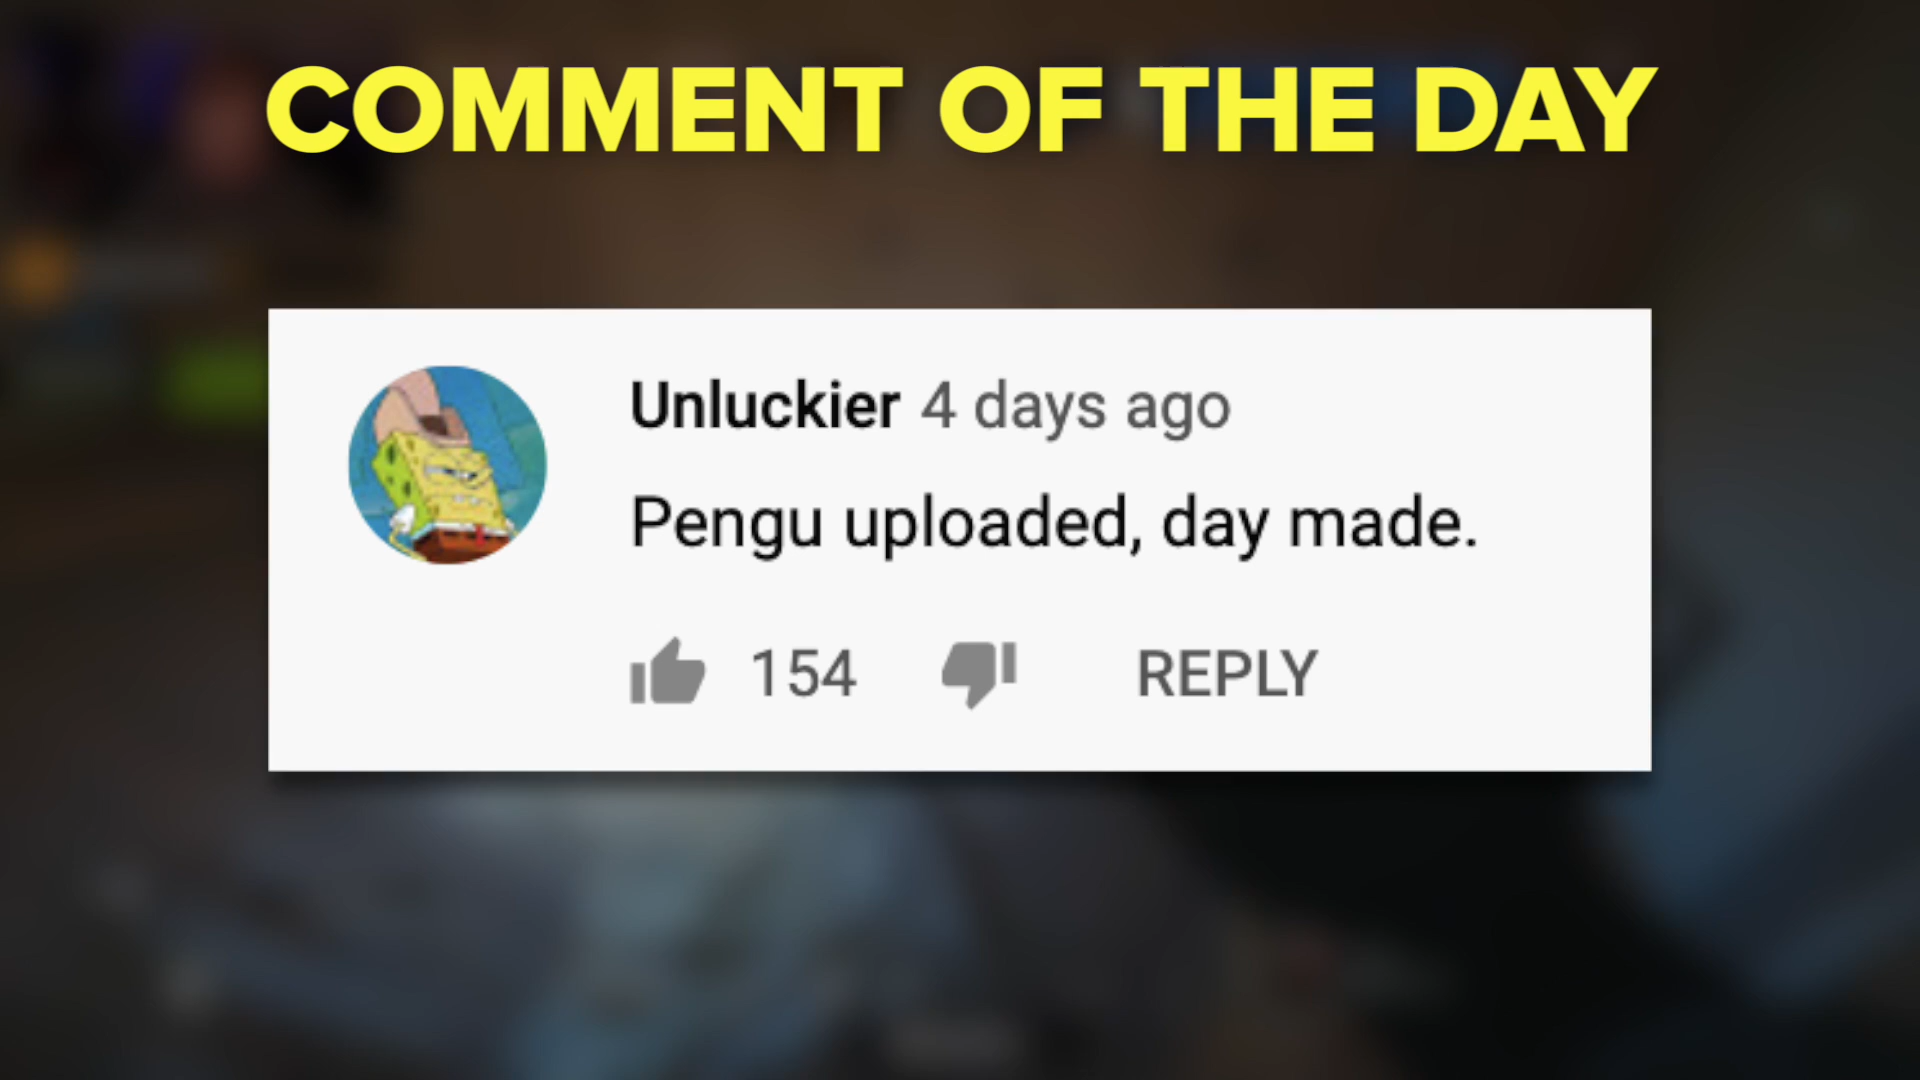 COMMENT OF THE DAY
Unluckier 4 days ago
Pengu uploaded, day made.
154 REPLY